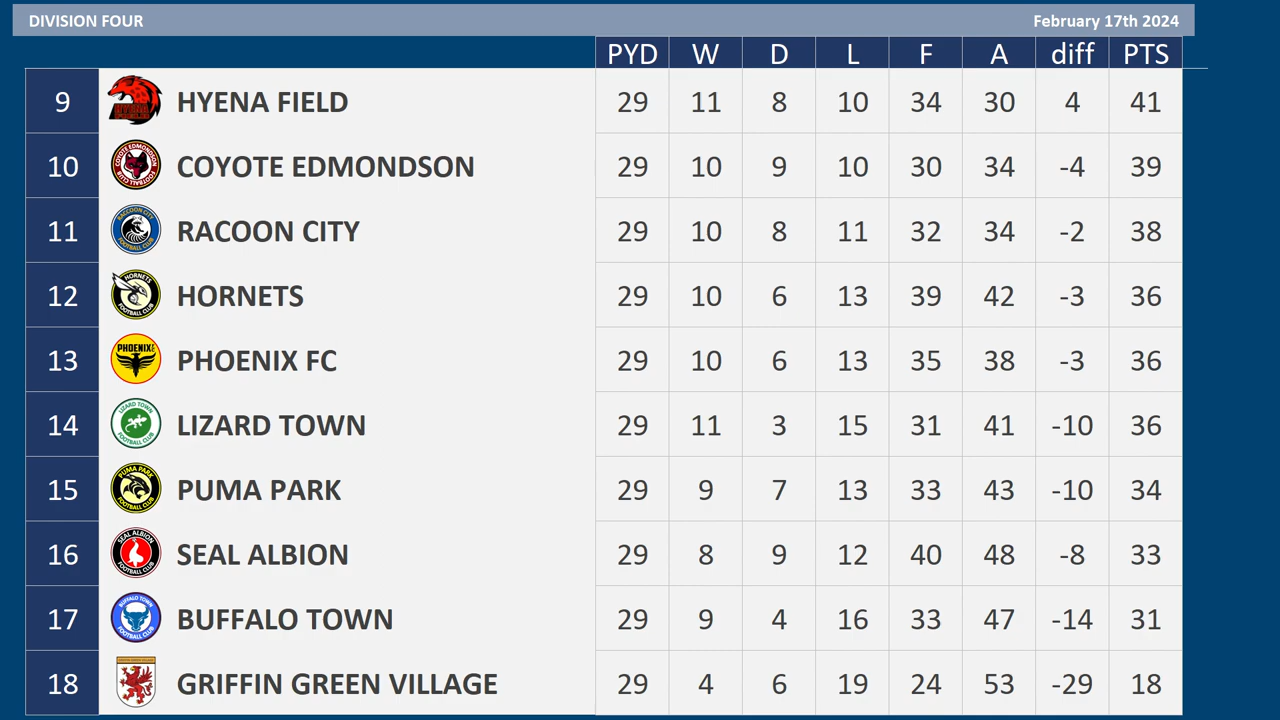 DIVISION FOUR February 17th 2024
PYD W D L F A diff PTS
9 HYENA FIELD 29 11 8 10 34 30 4 41
10 COYOTE EDMONDSON 29 10 9 10 30 34 -4 39
11 RACOON CITY 29 10 8 11 32 34 -2 38
12 HORNETS 29 10 6 13 39 42 -3 36
13 PHOENIX FC 29 10 6 13 35 38 -3 36
14 LIZARD TOWN 29 11 3 15 31 41 -10 36
15 PUMA PARK 29 9 7 13 33 43 -10 34
16 SEAL ALBION 29 8 9 12 40 48 -8 33
17 BUFFALO TOWN 29 9 4 16 33 47 -14 31
18 GRIFFIN GREEN VILLAGE 29 4 6 19 24 53 -29 18